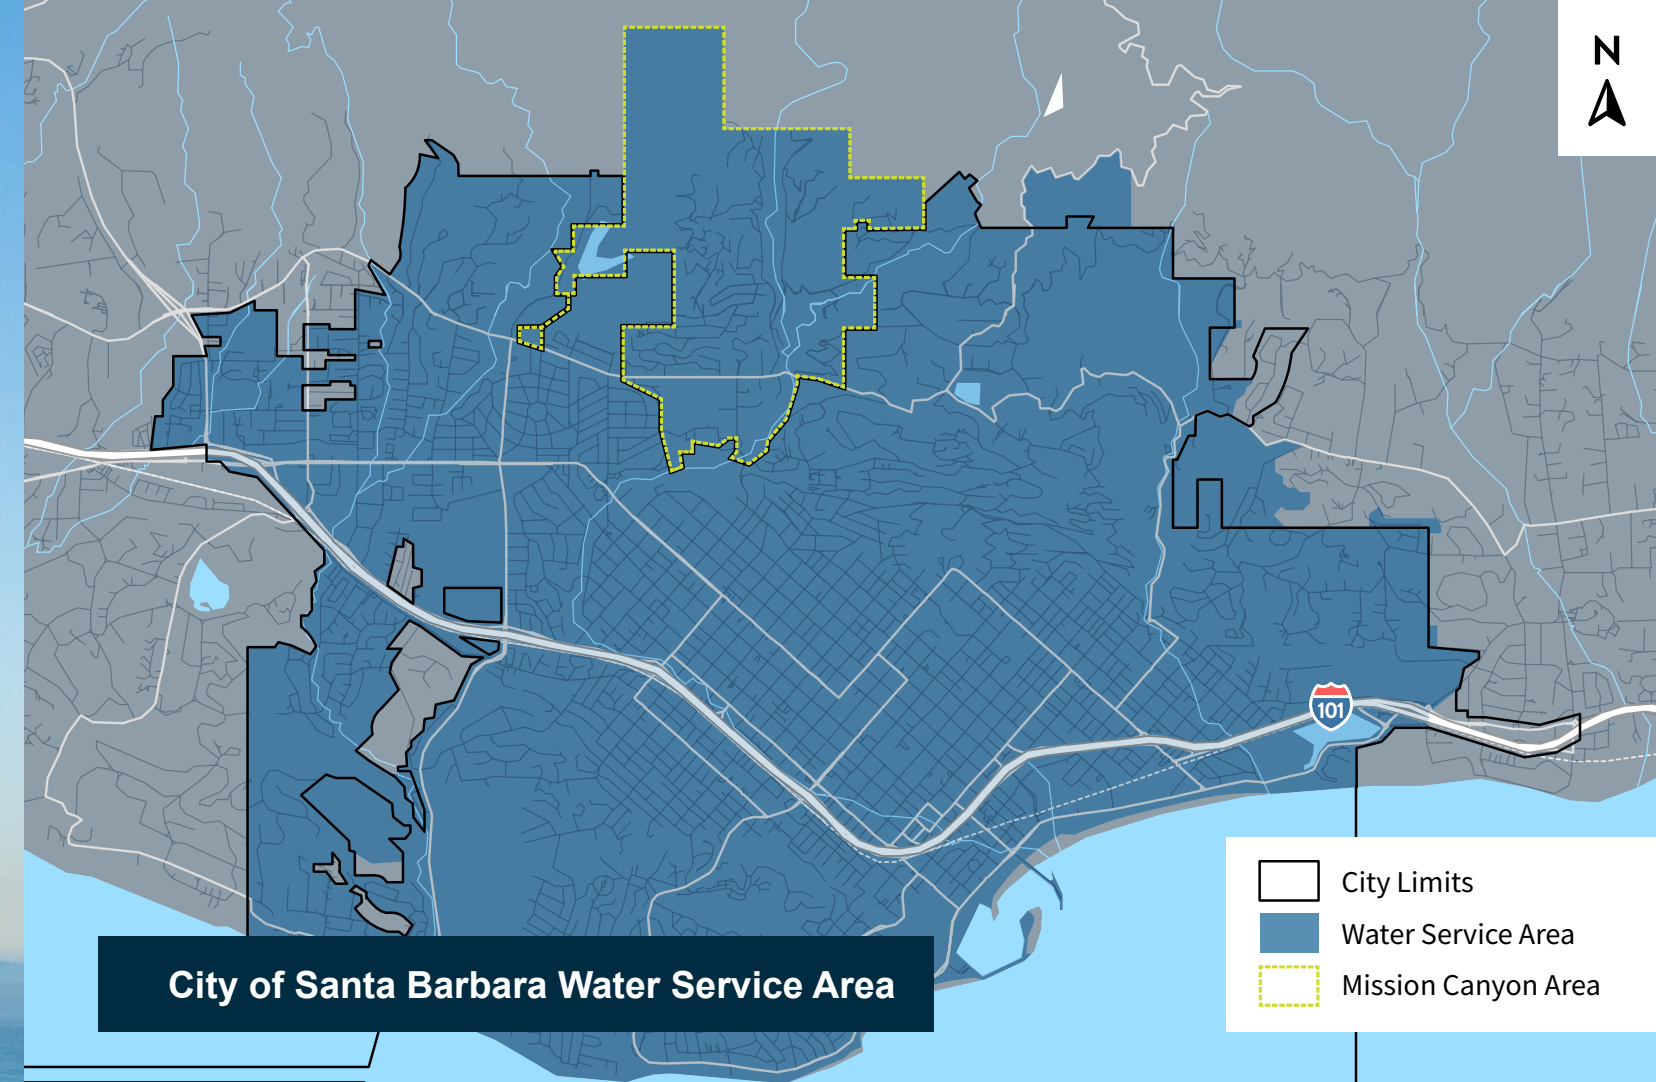 N
101
City Limits
Water Service Area
Mission Canyon Area
City of Santa Barbara Water Service Area